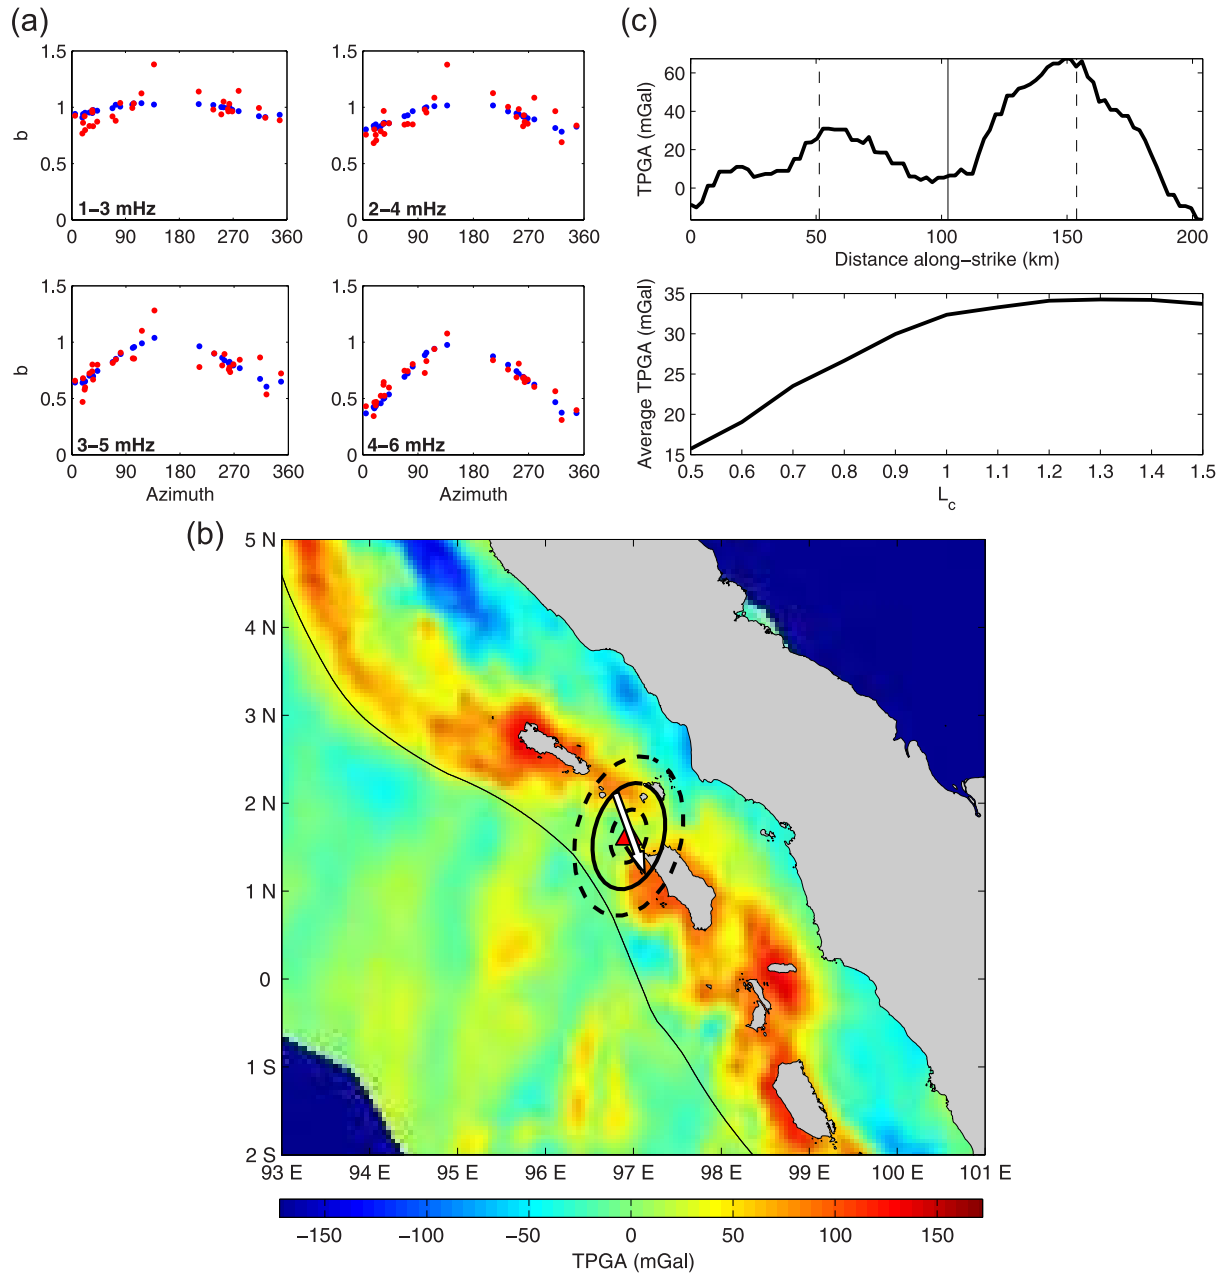 (a)
1.5
1
0.5
0
b
1–3 mHz
0 90 180 270 360
1.5
1
0.5
0
2–4 mHz
0 90 180 270 360
1.5
1
0.5
0
b
3–5 mHz
0 90 180 270 360
Azimuth
1.5
1
0.5
0
4–6 mHz
0 90 180 270 360
Azimuth
(c)
60
40
20
0
TPGA (mGal)
0 50 100 150 200
Distance along–strike (km)
35
30
25
20
15
Average TPGA (mGal)
0.5 0.6 0.7 0.8 0.9 1 1.1 1.2 1.3 1.4 1.5
Lc
(b)
5 N
4 N
3 N
2 N
1 N
0
1 S
2 S
93 E 94 E 95 E 96 E 97 E 98 E 99 E 100 E 101 E
−150 −100 −50 0 50 100 150
TPGA (mGal)